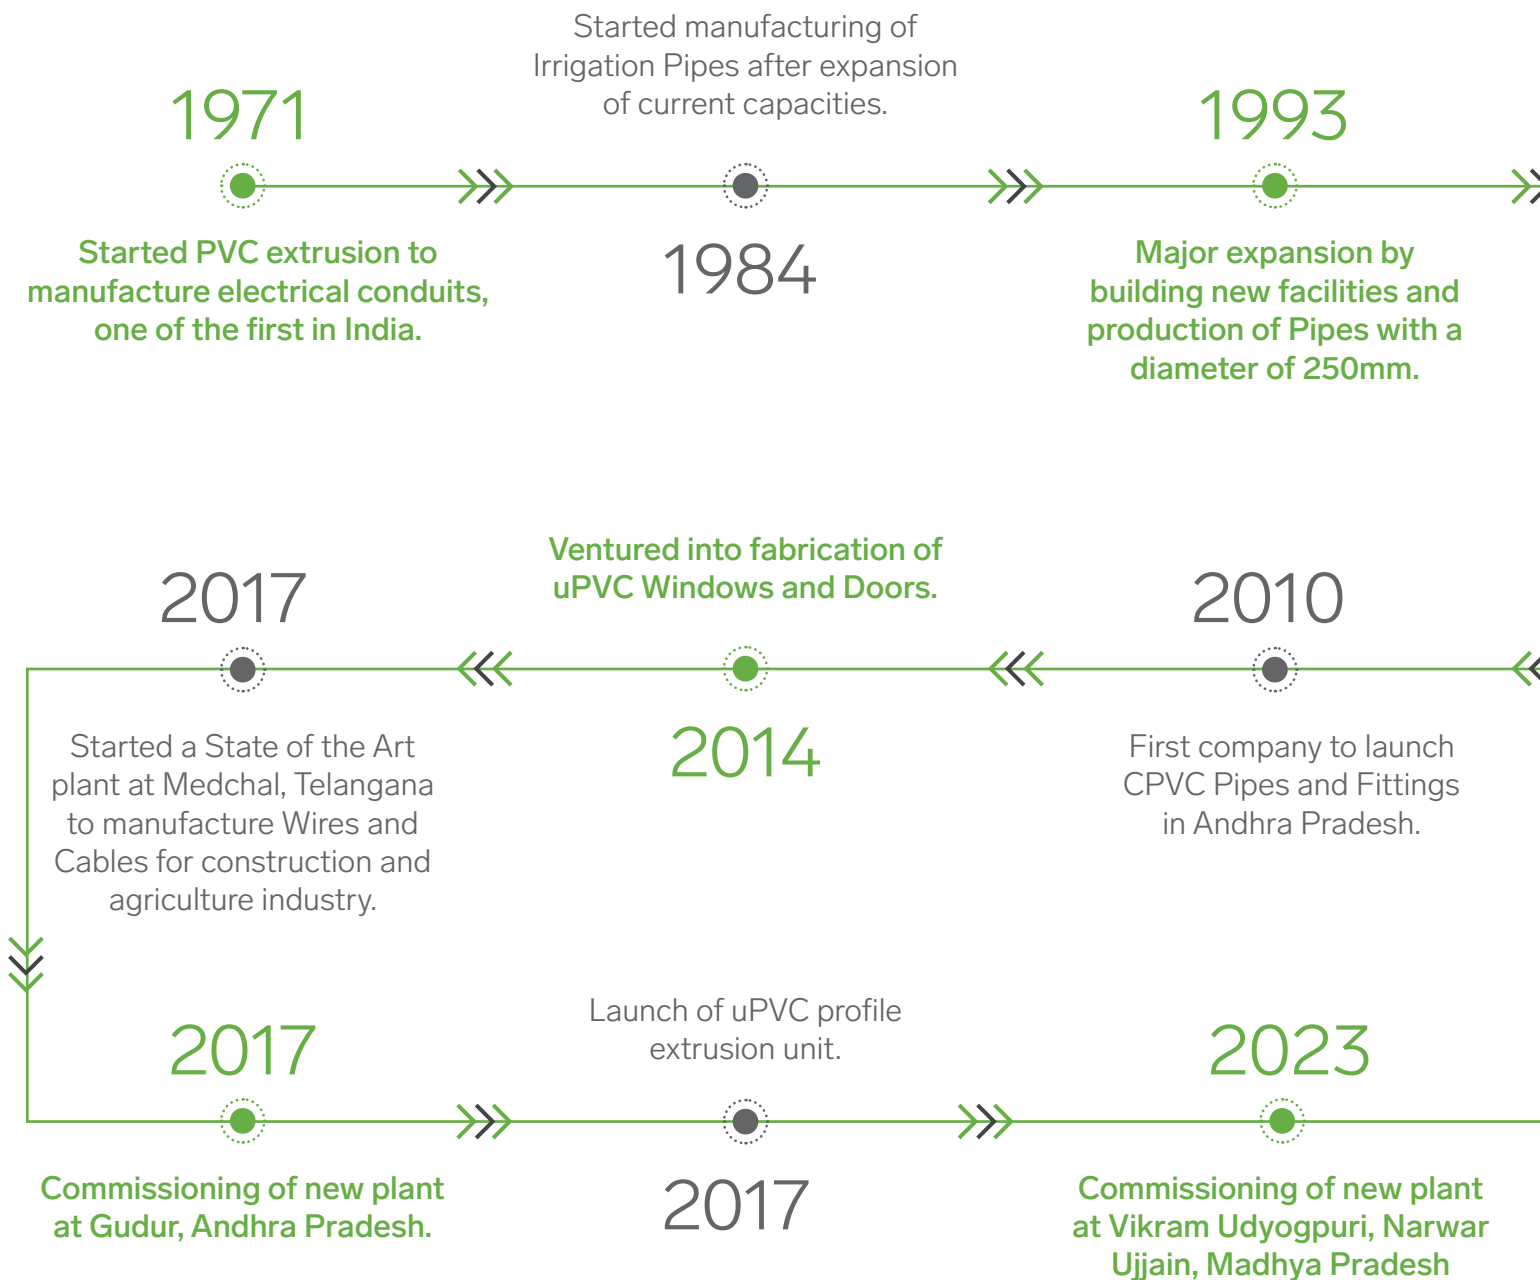 1971
Started PVC extrusion to
manufacture electrical conduits,
one of the first in India.
Started manufacturing of
Irrigation Pipes after expansion
of current capacities.
1984
1993
Major expansion by
building new facilities and
production of Pipes with a
diameter of 250mm.
2010
First company to launch
CPVC Pipes and Fittings
in Andhra Pradesh.
Ventured into fabrication of
uPVC Windows and Doors.
2014
2017
Started a State of the Art
plant at Medchal, Telangana
to manufacture Wires and
Cables for construction and
agriculture industry.
2017
Commissioning of new plant
at Gudur, Andhra Pradesh.
Launch of uPVC profile
extrusion unit.
2017
2023
Commissioning of new plant
at Vikram Udyogpuri, Narwar
Ujjain, Madhya Pradesh